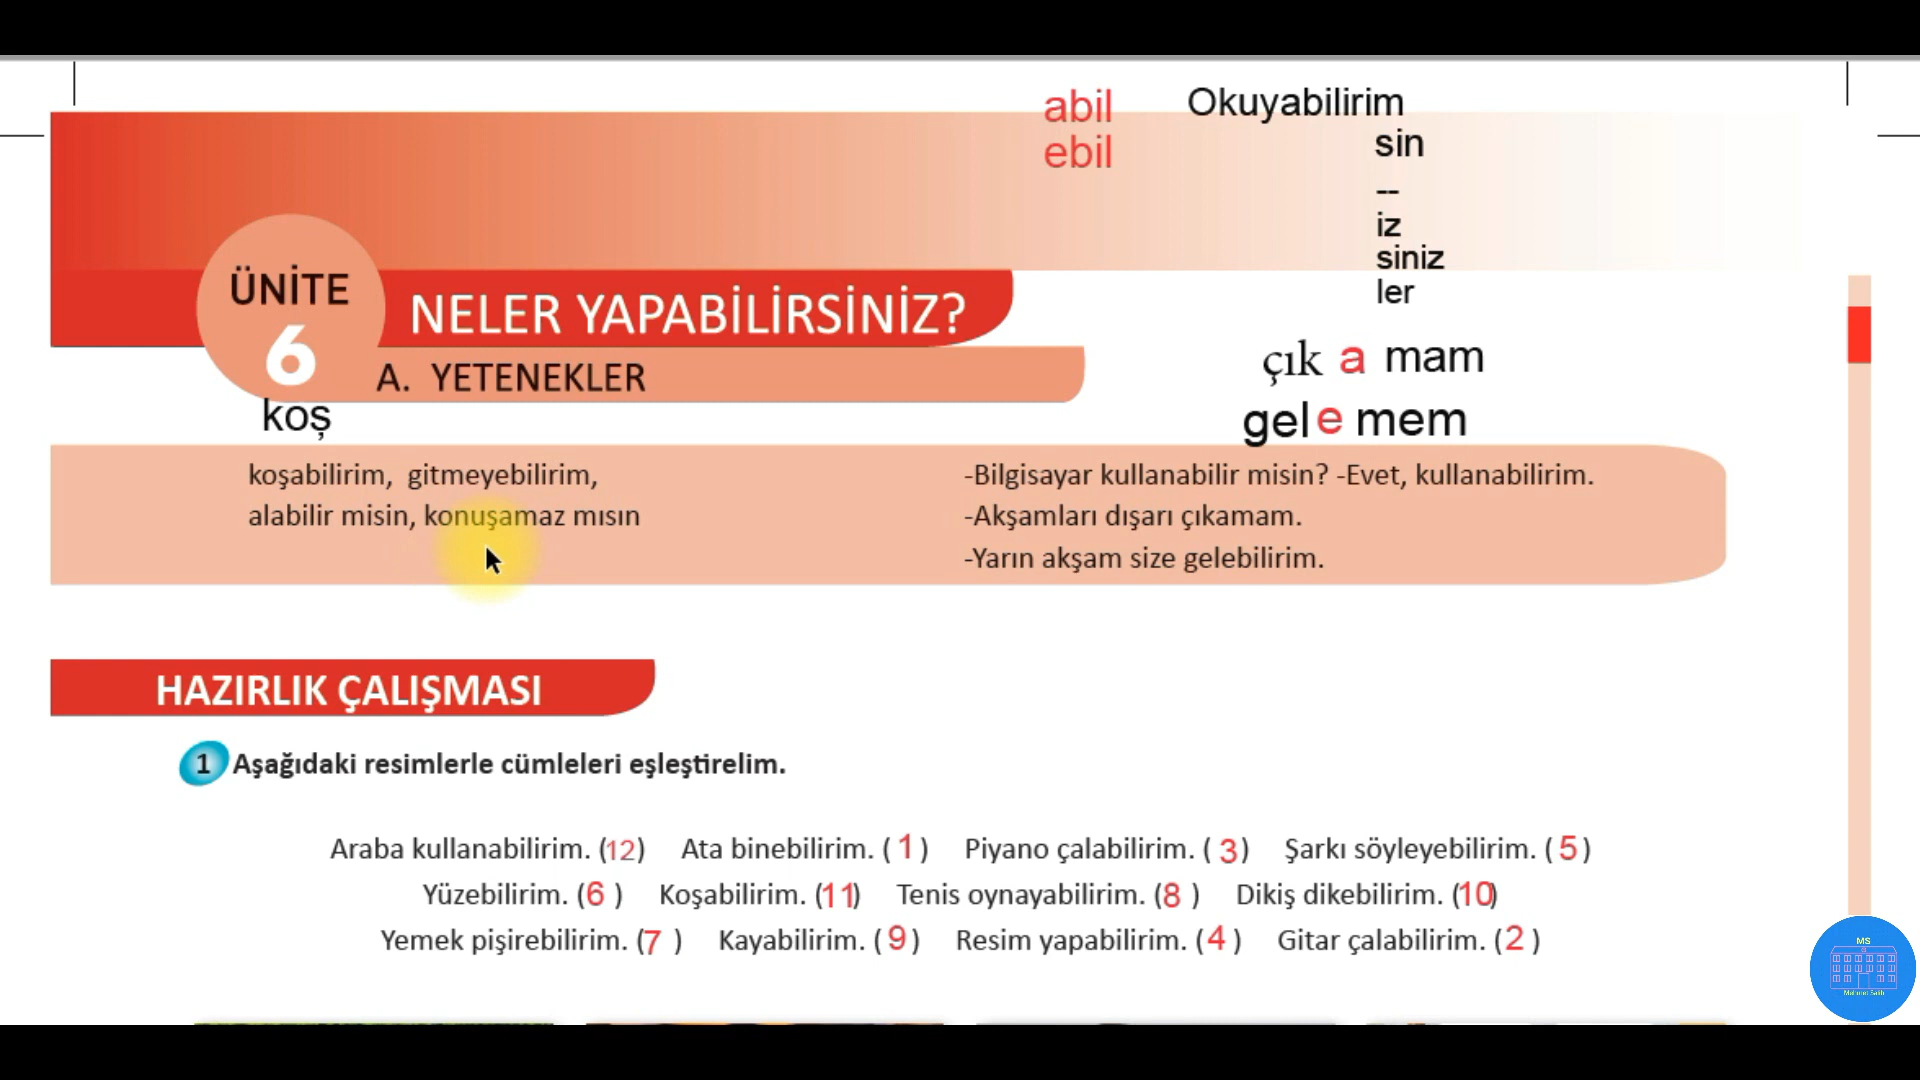 abil Okuyabilirim
ebil sin
--
iz
siniz
ler
ÜNİTE
6
NELER YAPABİLİRSİNİZ?
A. YETENEKLER
çık a mam
koş
gel e mem
koşabilirim, gitmeyebilirim,
alabilir misin, konuşamaz mısın
-Bilgisayar kullanabilir misin? -Evet, kullanabilirim.
-Akşamları dışarı çıkamam.
-Yarın akşam size gelebilirim.
HAZIRLIK ÇALIŞMASI
1 Aşağıdaki resimlerle cümleleri eşleştirelim.
Araba kullanabilirim. (12) Ata binebilirim. ( 1 ) Piyano çalabilirim. ( 3 ) Şarkı söyleyebilirim. ( 5 )
Yüzebilirim. (6 ) Koşabilirim. (11) Tenis oynayabilirim. (8 ) Dikiş dikebilirim. (10)
Yemek pişirebilirim. (7 ) Kayabilirim. ( 9 ) Resim yapabilirim. ( 4 ) Gitar çalabilirim. ( 2 )
MS
Mehmet Salih